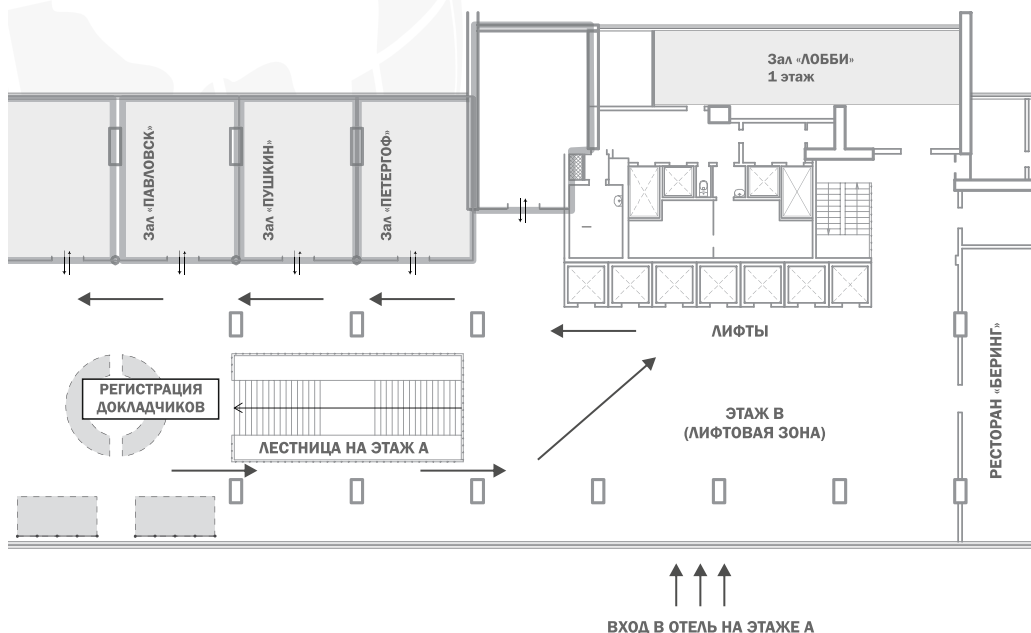 Зал «ЛОББИ»
1 этаж
Зал «ПАВЛОВСК»
Зал «ПУШКИН»
Зал «ПЕТЕРГОФ»
ЛИФТЫ
РЕГИСТРАЦИЯ
ДОКЛАДЧИКОВ
ЭТАЖ В
(ЛИФТОВАЯ ЗОНА)
РЕСТОРАН «БЕРИНГ»
ЛЕСТНИЦА НА ЭТАЖ А
ВХОД В ОТЕЛЬ НА ЭТАЖЕ А